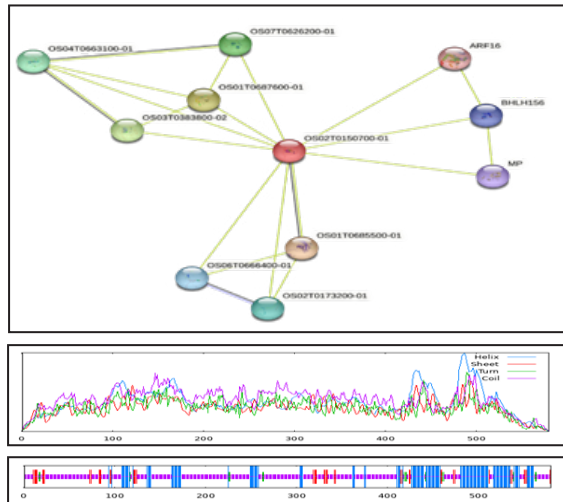 OS07T0626200-01
OS04T0663100-01
ARF16
OS01T0687600-01
BHLH156
OS03T0383800-02
OS02T0150700-01
MP
OS01T0685500-01
OS06T0666400-01
OS02T0173200-01
Helix
Sheet
Turn
Coil
0 100 200 300 400 500
0 100 200 300 400 500